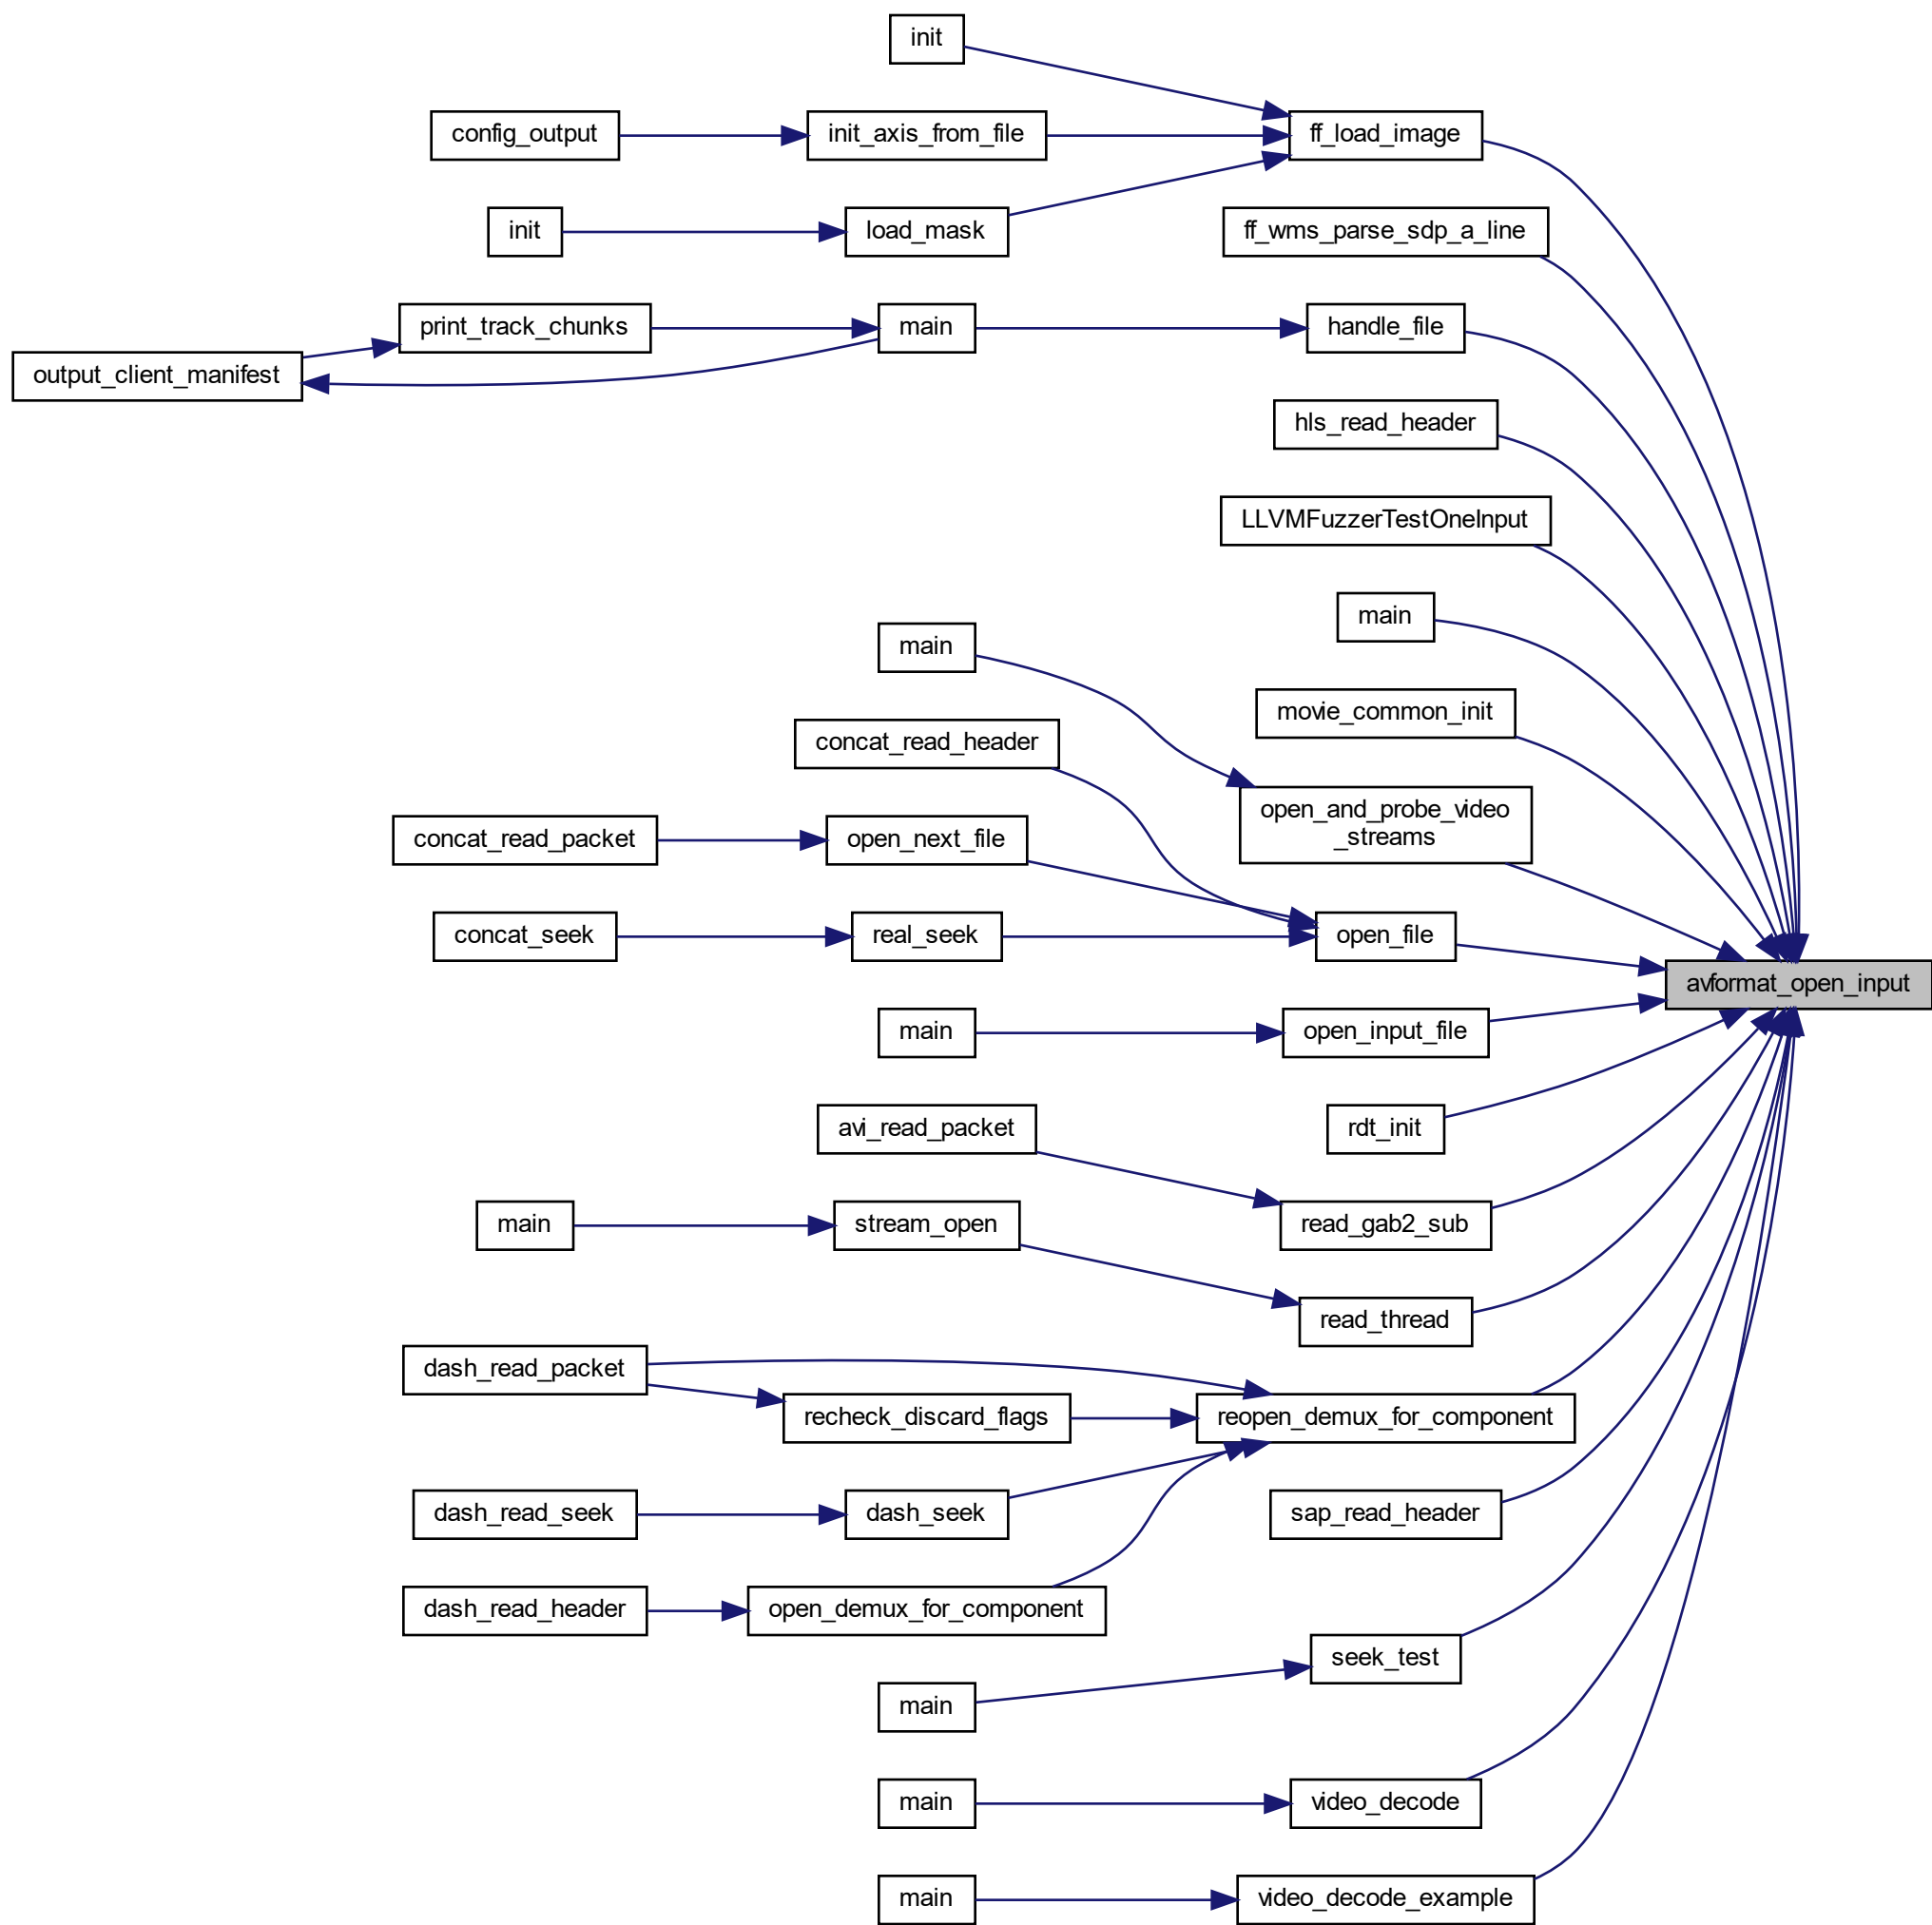 init
config_output
init_axis_from_file
ff_load_image
init
load_mask
ff_wms_parse_sdp_a_line
print_track_chunks
main
handle_file
output_client_manifest
hls_read_header
LLVMFuzzerTestOneInput
main
main
movie_common_init
concat_read_header
open_and_probe_video
_streams
concat_read_packet
open_next_file
concat_seek
real_seek
open_file
avformat_open_input
main
open_input_file
avi_read_packet
rdt_init
main
stream_open
read_gab2_sub
read_thread
dash_read_packet
recheck_discard_flags
reopen_demux_for_component
dash_read_seek
dash_seek
sap_read_header
dash_read_header
open_demux_for_component
seek_test
main
main
video_decode
main
video_decode_example